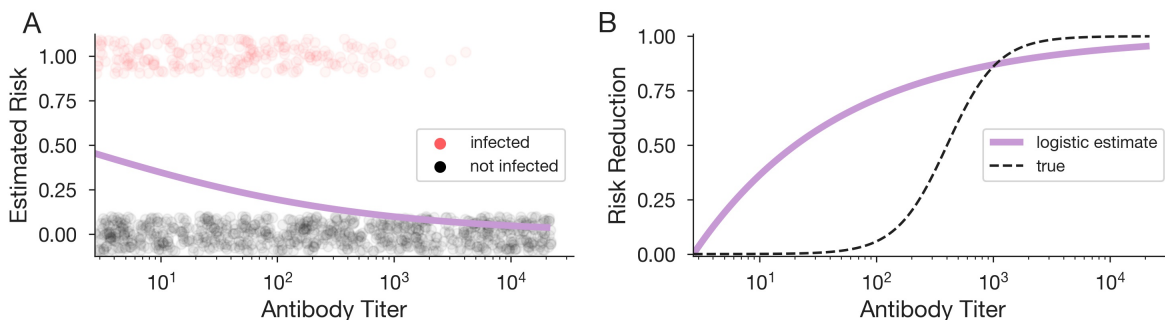 A
Estimated Risk
1.00
0.75
0.50
0.25
0.00
infected
not infected
10¹
10²
10³
10⁴
Antibody Titer
B
Risk Reduction
1.00
0.75
0.50
0.25
0.00
logistic estimate
true
10¹
10²
10³
10⁴
Antibody Titer